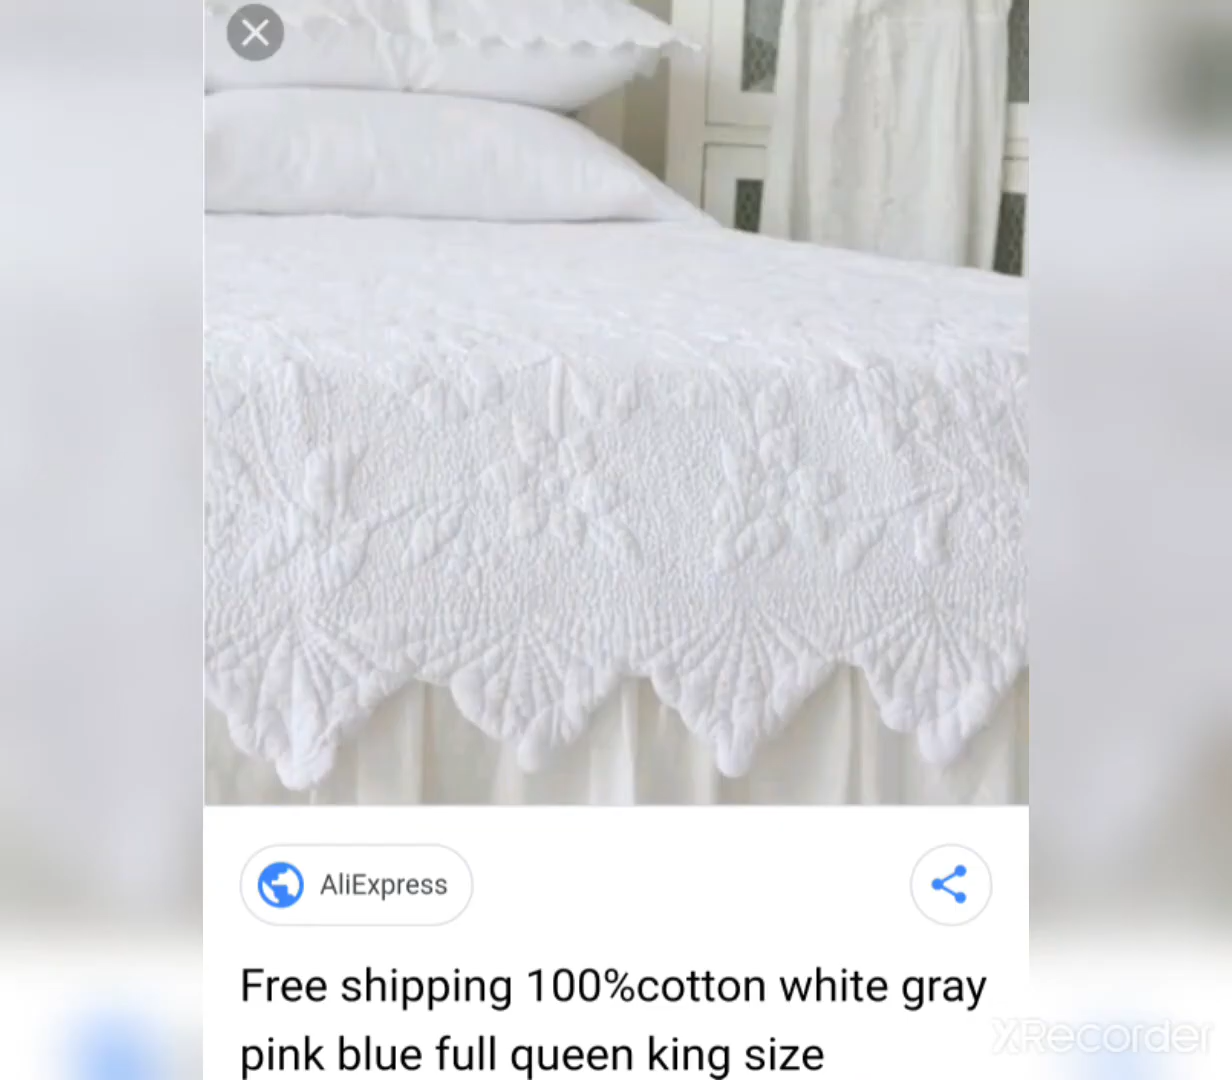 AliExpress
Free shipping 100%cotton white gray
pink blue full queen king size
XRecorder